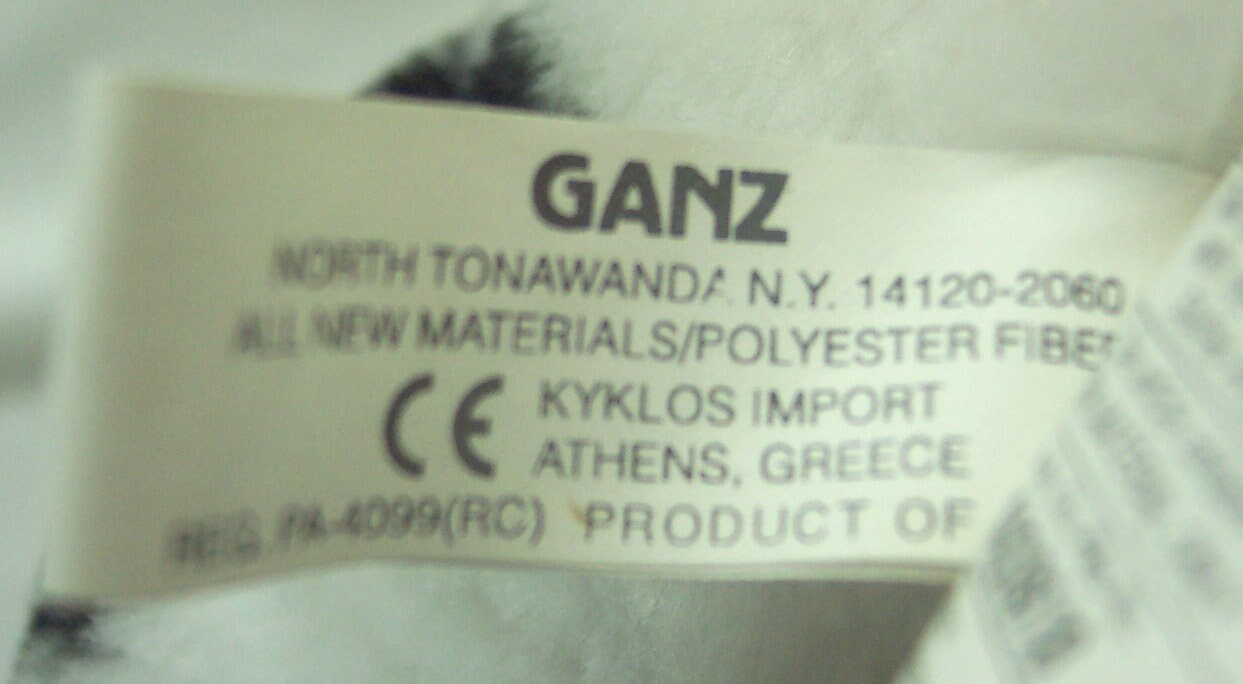 GANZ
NORTH TONAWANDA N.Y. 14120-2060
ALL NEW MATERIALS/POLYESTER FIBER
CE KYKLOS IMPORT
ATHENS, GREECE
REG. PA-4099(RC) PRODUCT OF